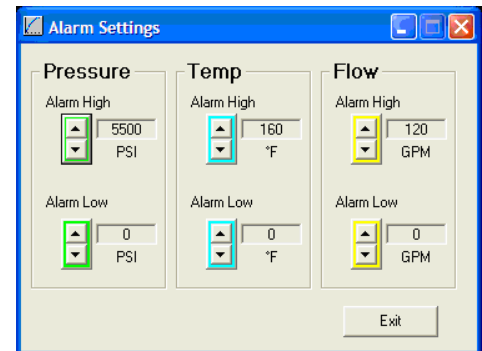 Alarm Settings
Pressure
Alarm High
5500
PSI
Alarm Low
0
PSI
Temp
Alarm High
160
°F
Alarm Low
0
°F
Flow
Alarm High
120
GPM
Alarm Low
0
GPM
Exit